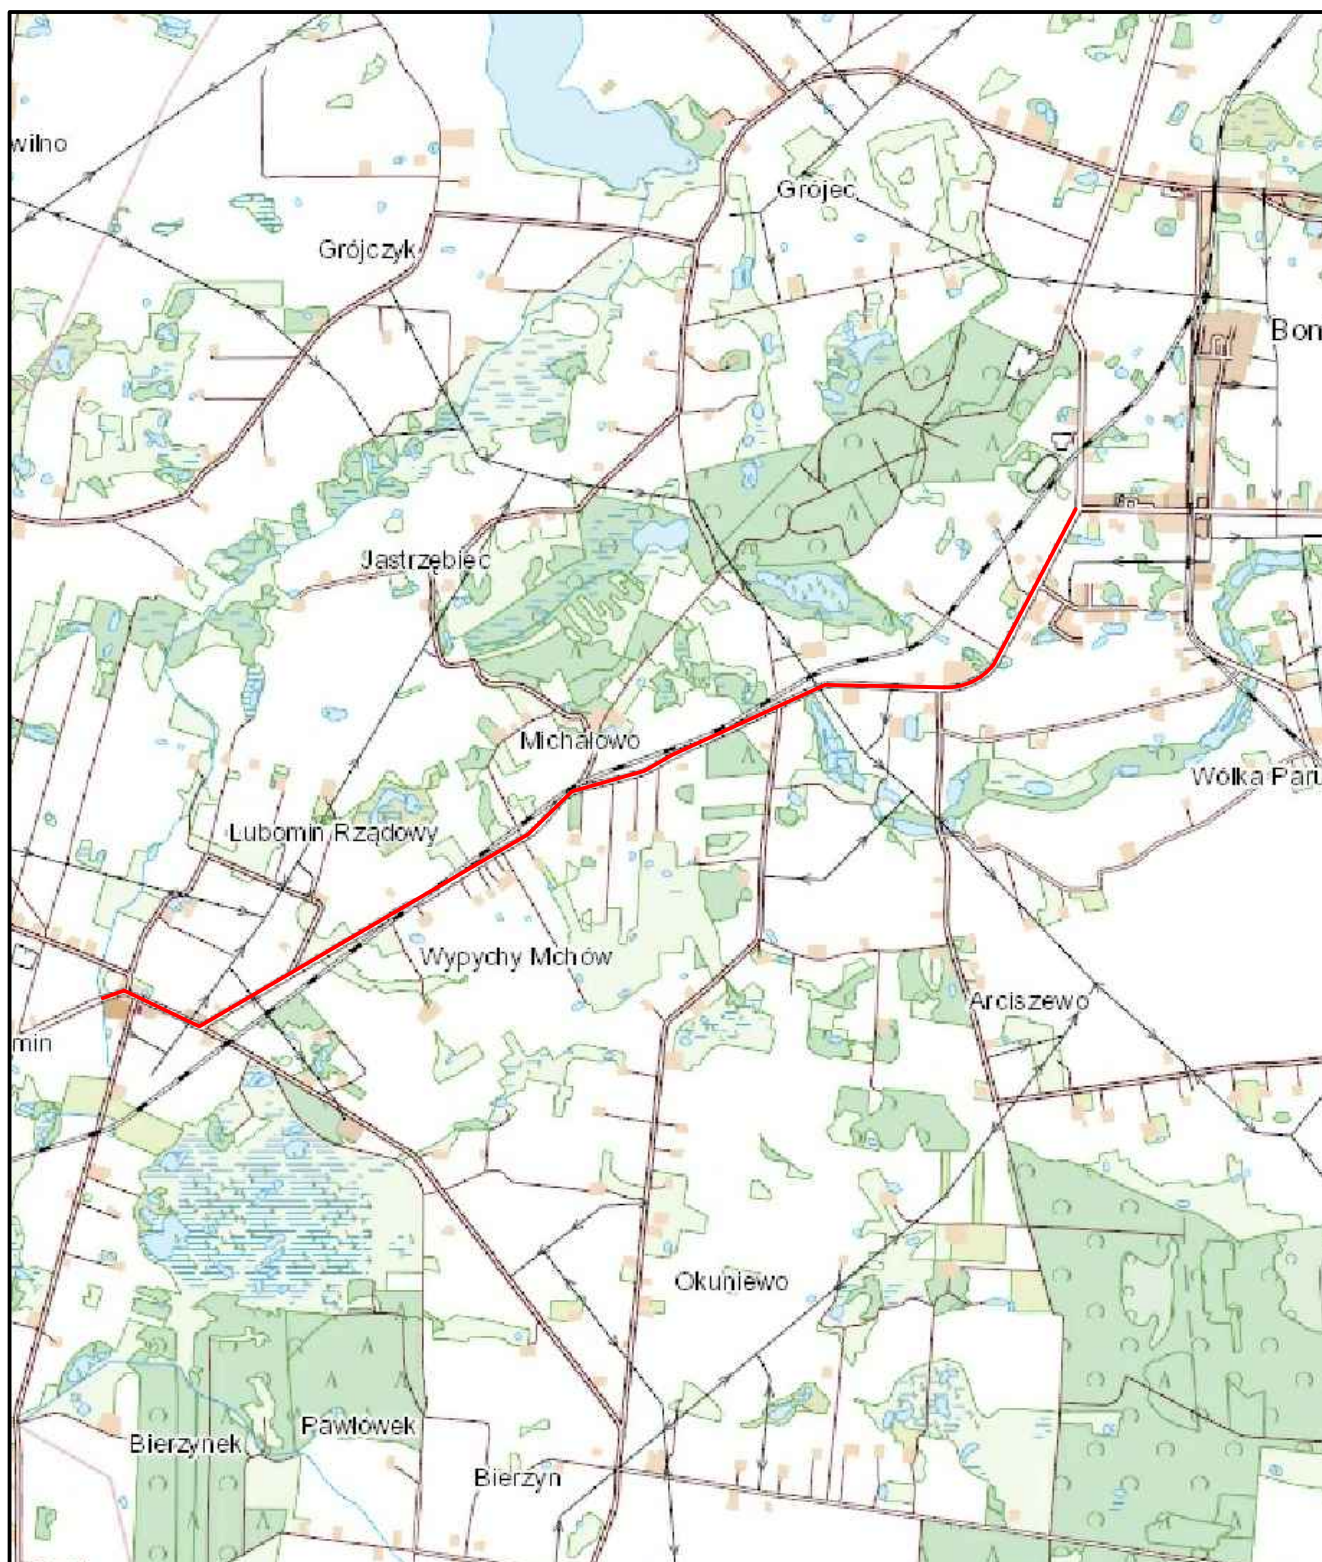 wilno
Grójec
Grójczyk
Bon
Jastrzębiec
Michałowo
Wólka Paru
Lubomin Rządowy
Wypychy Mchów
Arciszewo
min
Okuniewo
Pawłówek
Bierzynek
Bierzyn